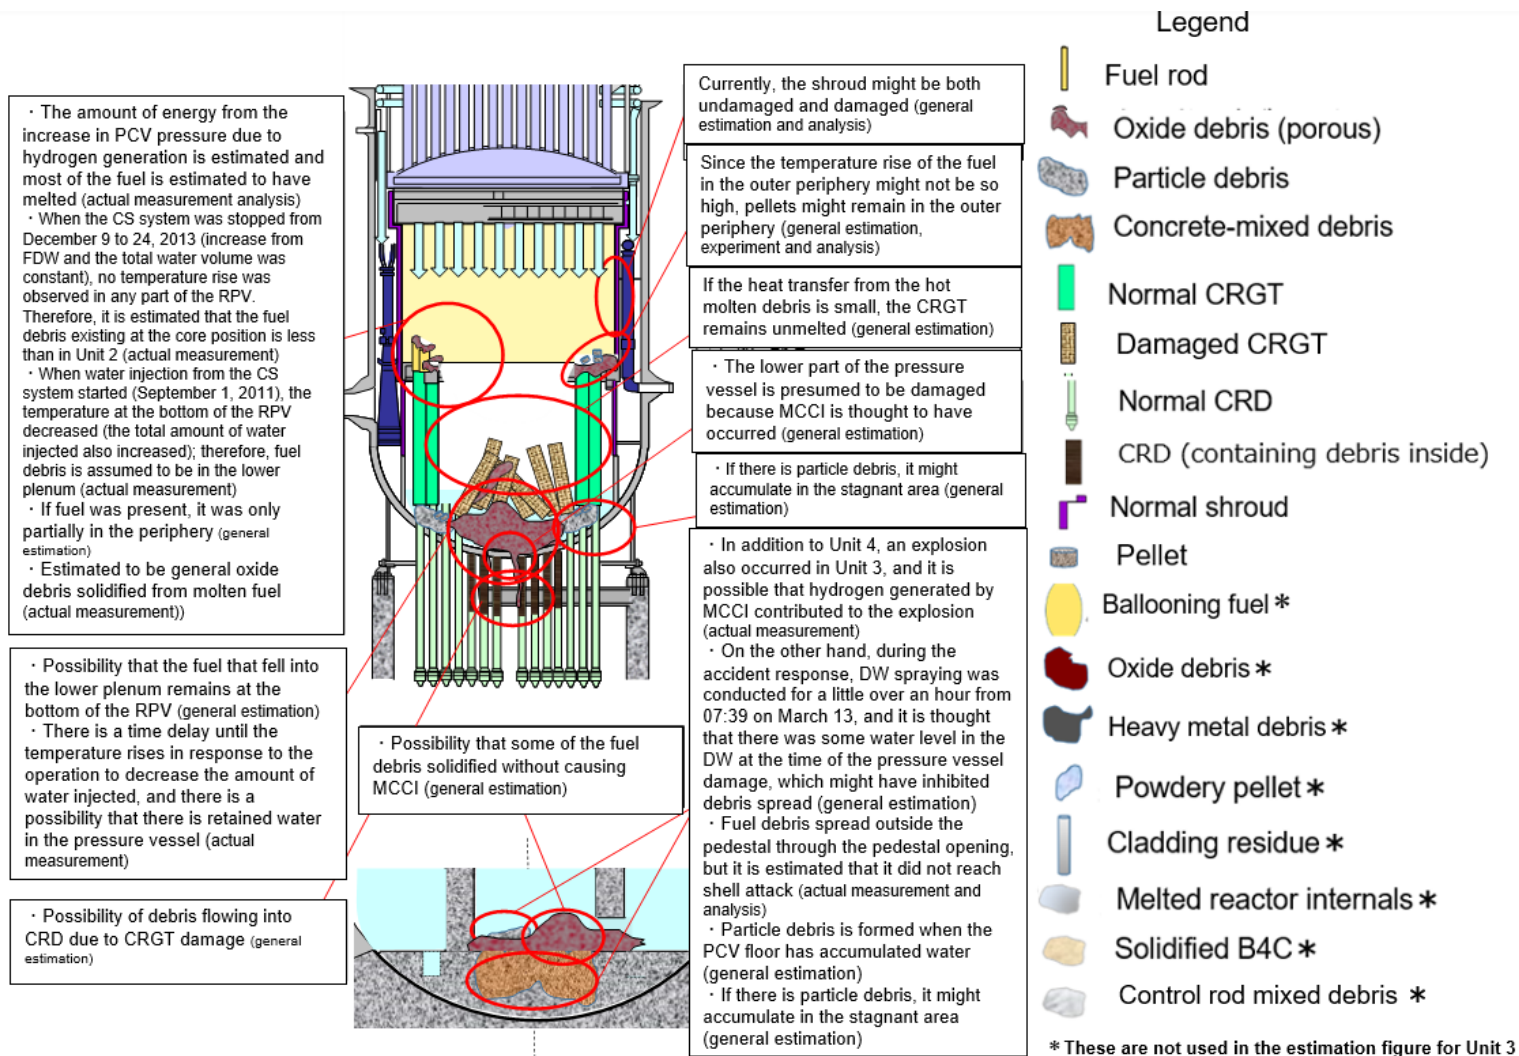 ・The amount of energy from the
increase in PCV pressure due to
hydrogen generation is estimated and
most of the fuel is estimated to have
melted (actual measurement analysis)
・When the CS system was stopped from
December 9 to 24, 2013 (increase from
FDW and the total water volume was
constant), no temperature rise was
observed in any part of the RPV.
Therefore, it is estimated that the fuel
debris existing at the core position is less
than in Unit 2 (actual measurement)
・When water injection from the CS
system started (September 1, 2011), the
temperature at the bottom of the RPV
decreased (the total amount of water
injected also increased); therefore, fuel
debris is assumed to be in the lower
plenum (actual measurement)
・If fuel was present, it was only
partially in the periphery (general
estimation)
・Estimated to be general oxide
debris solidified from molten fuel
(actual measurement))
・Possibility that the fuel that fell into
the lower plenum remains at the
bottom of the RPV (general estimation)
・There is a time delay until the
temperature rises in response to the
operation to decrease the amount of
water injected, and there is a
possibility that there is retained water
in the pressure vessel (actual
measurement)
・Possibility of debris flowing into
CRD due to CRGT damage (general
estimation)
・Possibility that some of the fuel
debris solidified without causing
MCCI (general estimation)
Currently, the shroud might be both
undamaged and damaged (general
estimation and analysis)
Since the temperature rise of the fuel
in the outer periphery might not be so
high, pellets might remain in the outer
periphery (general estimation,
experiment and analysis)
If the heat transfer from the hot
molten debris is small, the CRGT
remains unmelted (general estimation)
・The lower part of the pressure
vessel is presumed to be damaged
because MCCI is thought to have
occurred (general estimation)
・If there is particle debris, it might
accumulate in the stagnant area (general
estimation)
・In addition to Unit 4, an explosion
also occurred in Unit 3, and it is
possible that hydrogen generated by
MCCI contributed to the explosion
(actual measurement)
・On the other hand, during the
accident response, DW spraying was
conducted for a little over an hour from
07:39 on March 13, and it is thought
that there was some water level in the
DW at the time of the pressure vessel
damage, which might have inhibited
debris spread (general estimation)
・Fuel debris spread outside the
pedestal through the pedestal opening,
but it is estimated that it did not reach
shell attack (actual measurement and
analysis)
・Particle debris is formed when the
PCV floor has accumulated water
(general estimation)
・If there is particle debris, it might
accumulate in the stagnant area
(general estimation)
Legend
Fuel rod
Oxide debris (porous)
Particle debris
Concrete-mixed debris
Normal CRGT
Damaged CRGT
Normal CRD
CRD (containing debris inside)
Normal shroud
Pellet
Ballooning fuel＊
Oxide debris＊
Heavy metal debris＊
Powdery pellet＊
Cladding residue＊
Melted reactor internals＊
Solidified B4C＊
Control rod mixed debris ＊
＊These are not used in the estimation figure for Unit 3